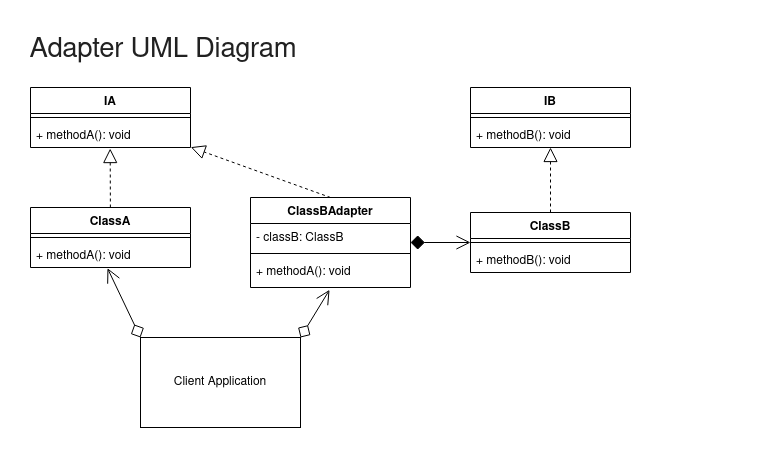 Adapter UML Diagram
IA
+ methodA(): void
IB
+ methodB(): void
ClassA
+ methodA(): void
ClassBAdapter
- classB: ClassB
+ methodA(): void
ClassB
+ methodB(): void
Client Application